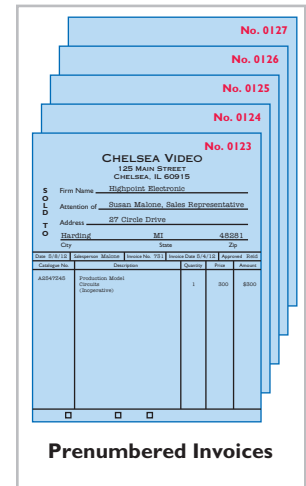 No. 0127
No. 0126
No. 0125
No. 0124
No. 0123
CHELSEA VIDEO
125 MAIN STREET
CHELSEA, IL 60915
SOLD TO
Firm Name Highpoint Electronic
Attention of Susan Malone, Sales Representative
Address 27 Circle Drive
Harding MI 48281
City State Zip
Date 5/8/12 Salesperson Malone Invoice No. 731 Invoice Date 5/4/12 Approved Reid
Catalogue No. Description Quantity Price Amount
A2547245 Production Model 1 300 $300
Circuits
(Inoperative)
Prenumbered Invoices